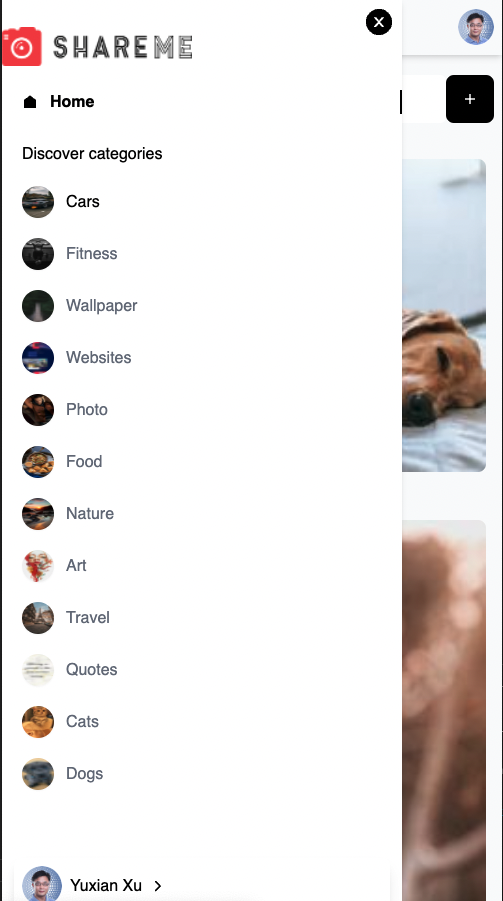 SHAREME
Home
Discover categories
Cars
Fitness
Wallpaper
Websites
Photo
Food
Nature
Art
Travel
Quotes
Cats
Dogs
Yuxian Xu